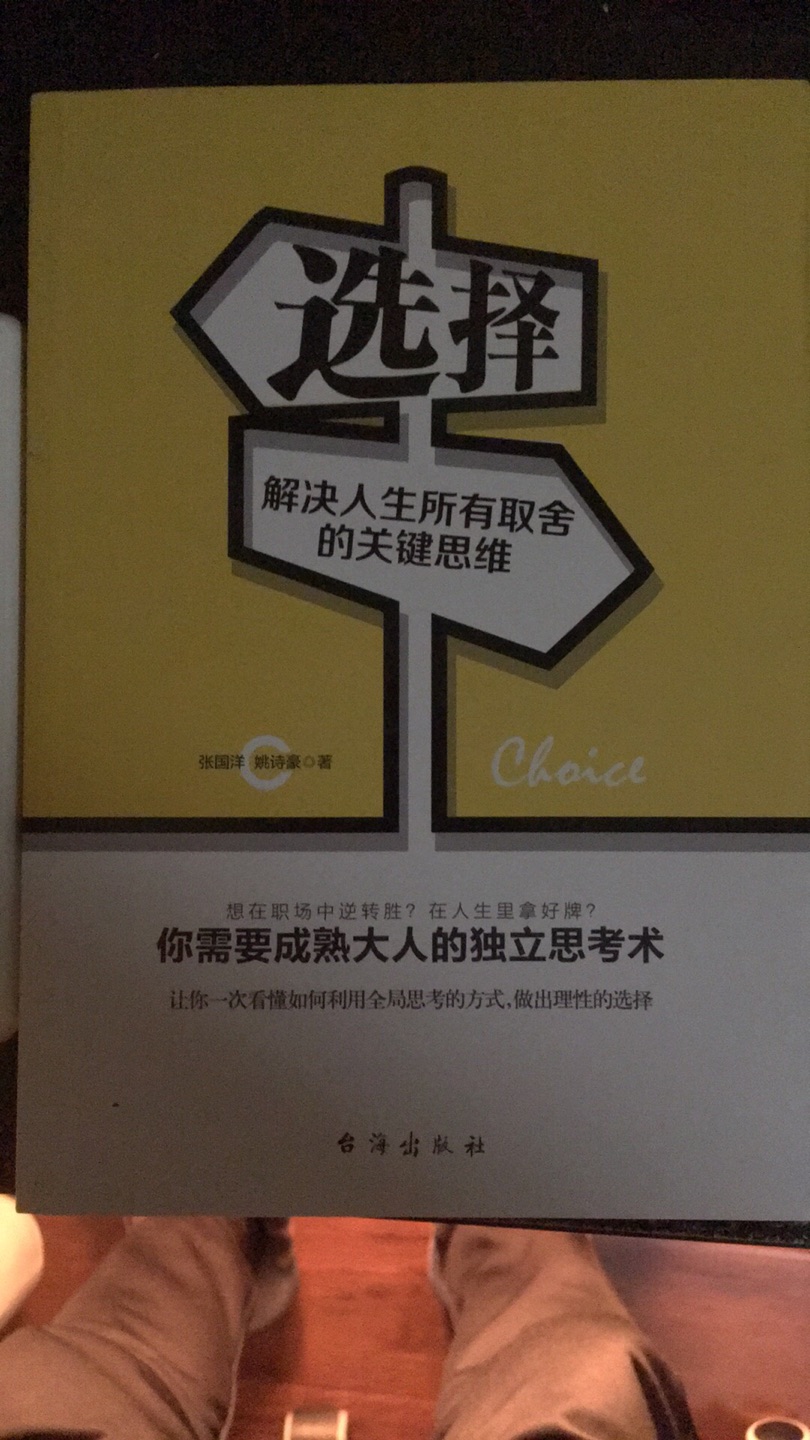 选择
解决人生所有取舍
的关键思维
张国洋 姚诗豪◎著
Choice
想在职场中逆转胜？在人生里拿好牌？
你需要成熟大人的独立思考术
让你一次看懂如何利用全局思考的方式，做出理性的选择
台海出版社